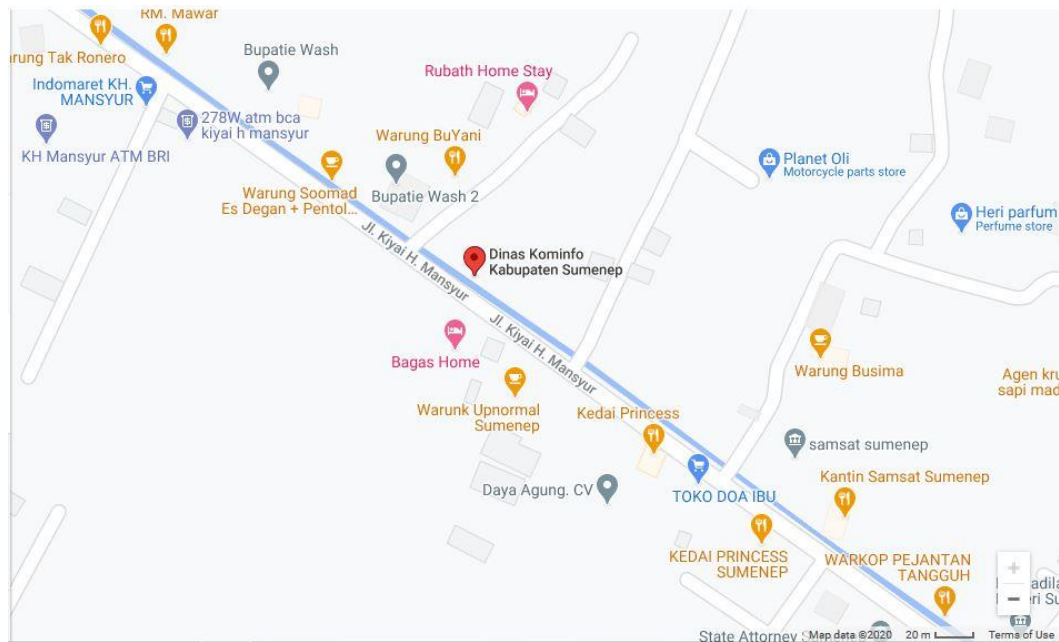 RM. Mawar
Tak Ronero
Bupatie Wash
Rubath Home Stay
Indomaret KH.
MANSYUR
278W atm bca
kiyai h mansyur
KH Mansyur ATM BRI
Warung BuYani
Planet Oli
Motorcycle parts store
Warung Soomad
Es Degan + Pentol...
Bupatie Wash 2
Heri parfum
Perfume store
Jl. Kiyai H. Mansyur
Dinas Kominfo
Kabupaten Sumenep
Jl. Kiyai H. Mansyur
Bagas Home
Warung Busima
Agen
sapi
Warunk Upnormal
Sumenep
Kedai Princess
samsat sumenep
Daya Agung. CV
TOKO DOA IBU
Kantin Samsat Sumenep
KEDAI PRINCESS
SUMENEP
WARKOP PEJANTAN
TANGGUH
State Attorney
Map data ©2020
20 m
Terms of Use